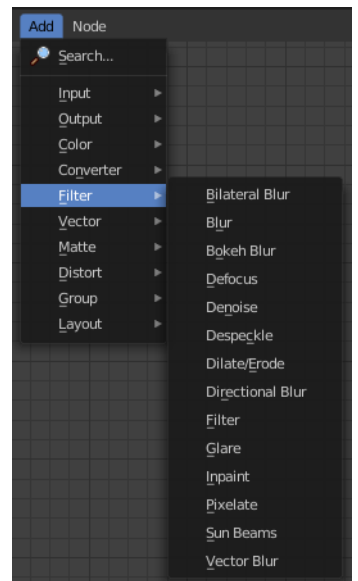 Add Node
Search...
Input
Output
Color
Converter
Filter
Vector
Matte
Distort
Group
Layout
Bilateral Blur
Blur
Bokeh Blur
Defocus
Denoise
Despeckle
Dilate/Erode
Directional Blur
Filter
Glare
Inpaint
Pixelate
Sun Beams
Vector Blur